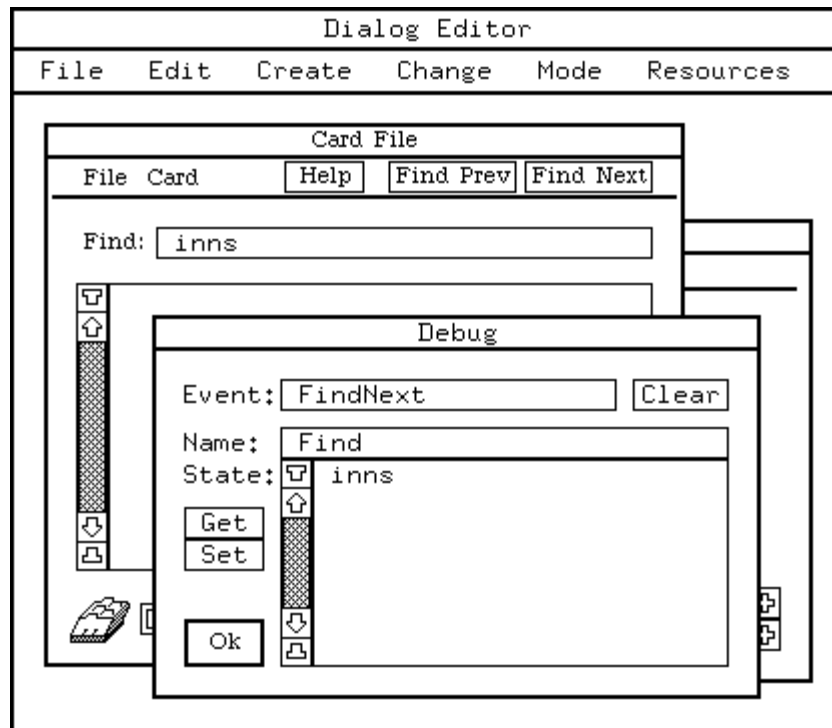 Dialog Editor
File Edit Create Change Mode Resources
Card File
File Card Help Find Prev Find Next
Find: inns
Debug
Event: FindNext Clear
Name: Find
State: inns
Get
Set
Ok